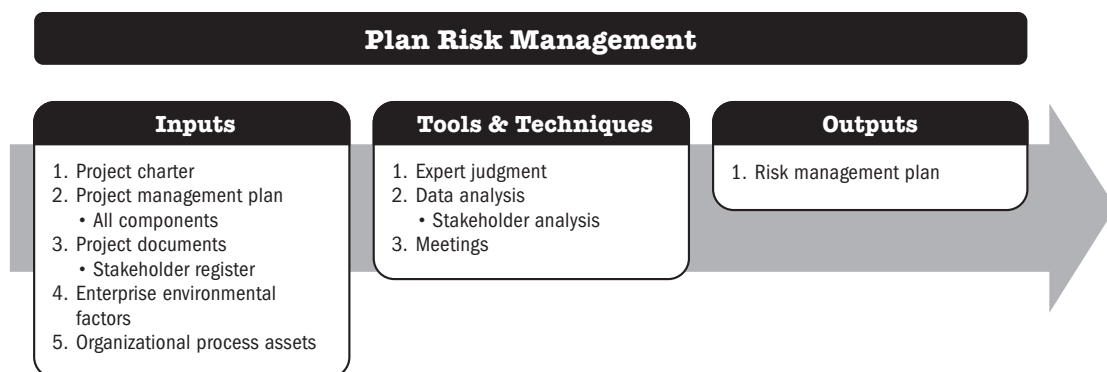 Plan Risk Management
Inputs
1. Project charter
2. Project management plan
• All components
3. Project documents
• Stakeholder register
4. Enterprise environmental
factors
5. Organizational process assets
Tools & Techniques
1. Expert judgment
2. Data analysis
• Stakeholder analysis
3. Meetings
Outputs
1. Risk management plan